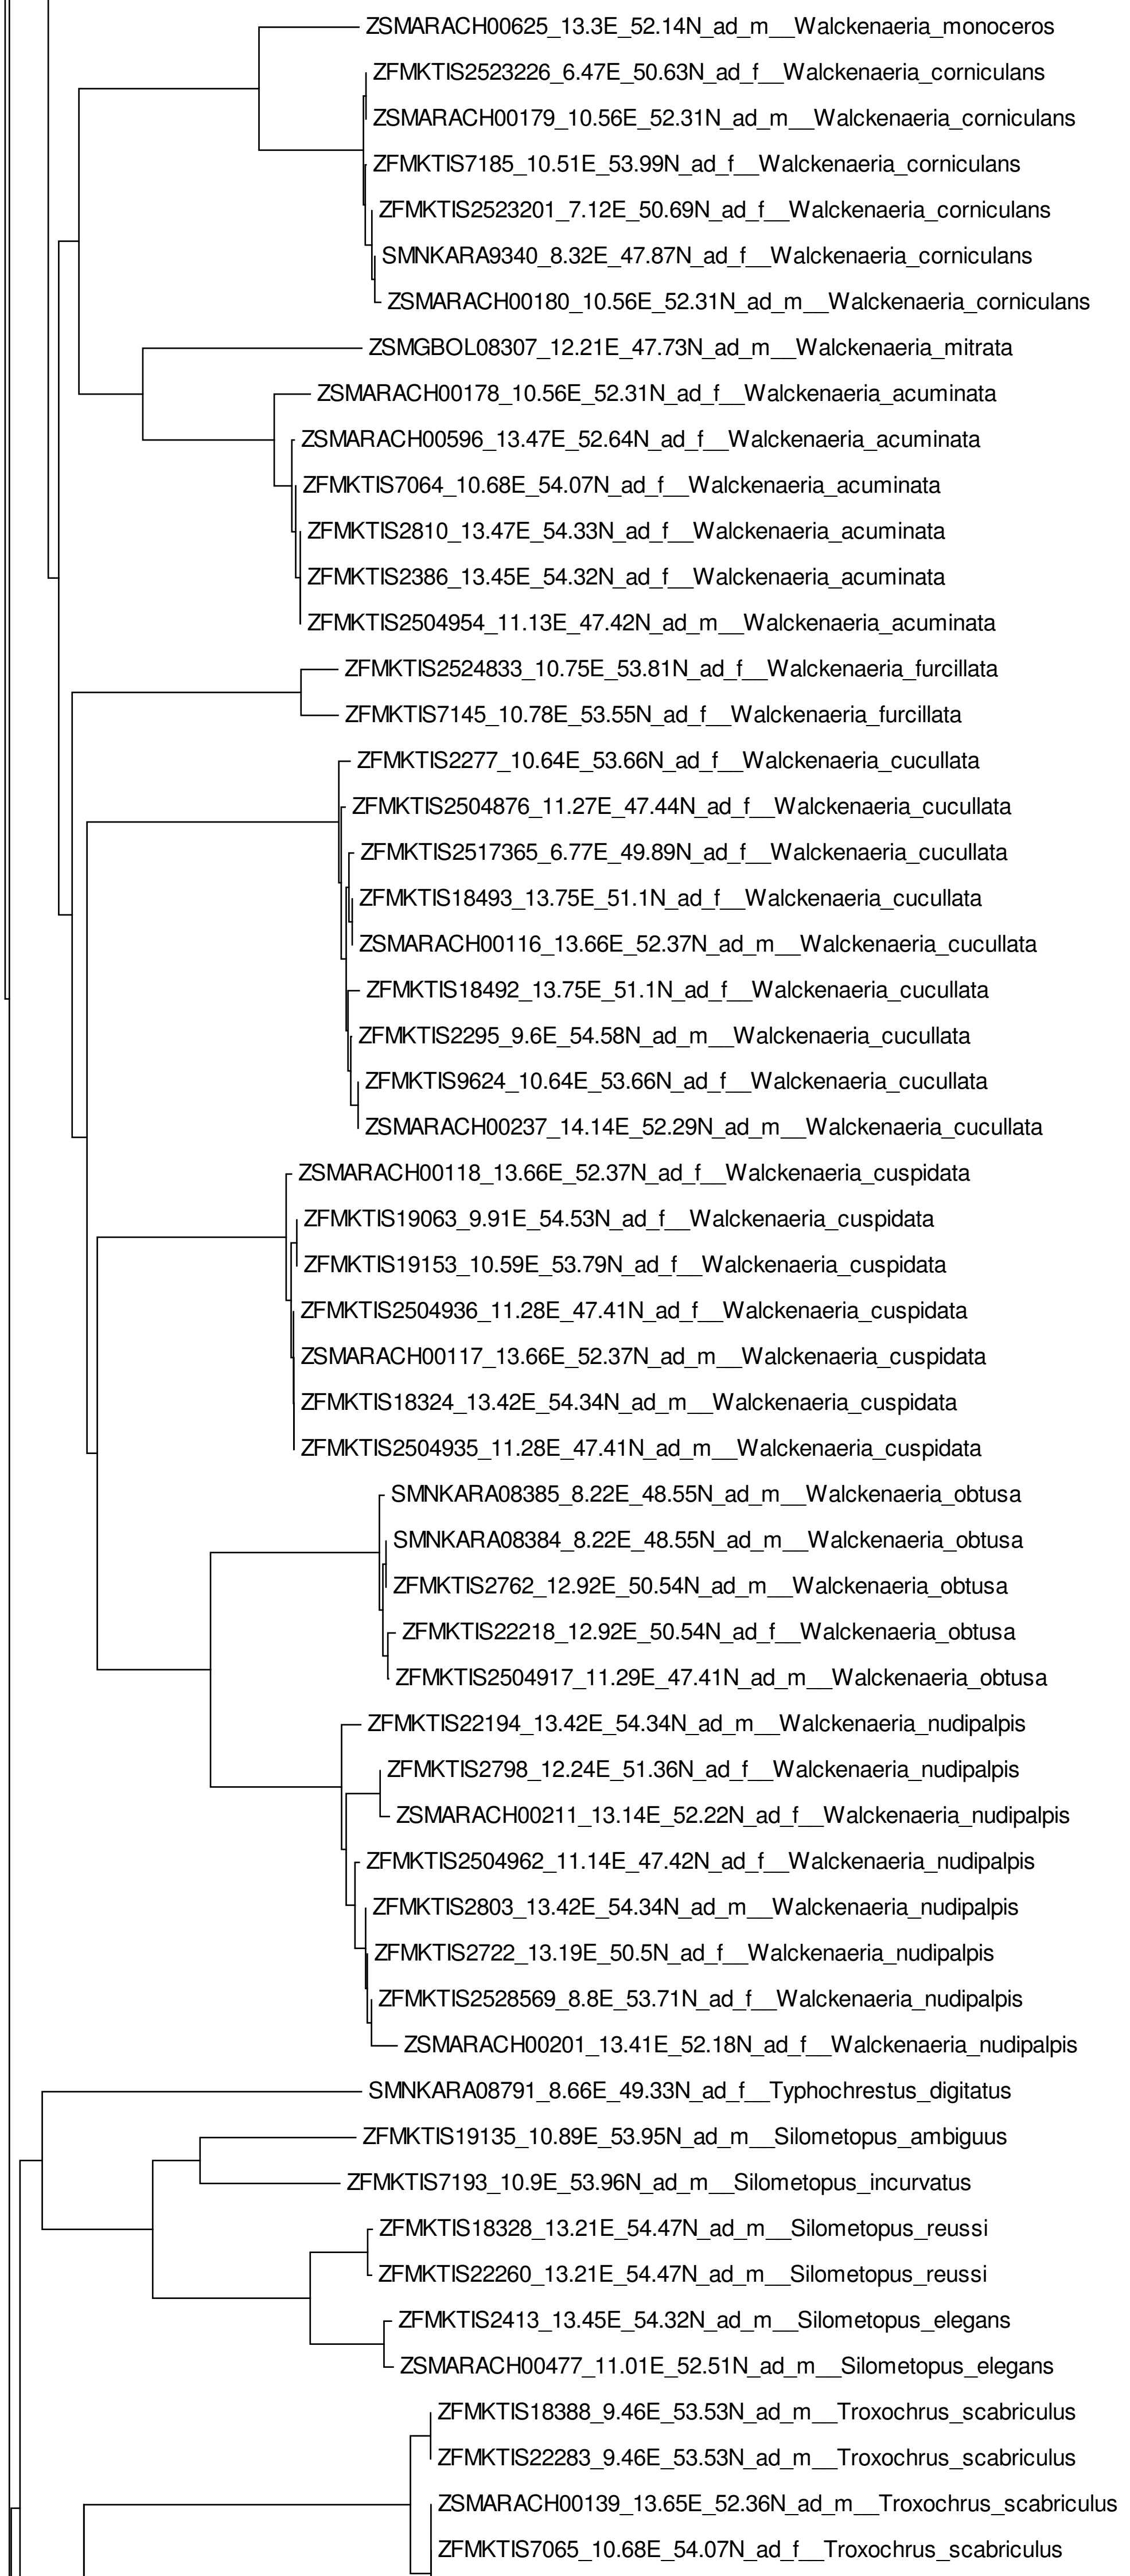 ZSMARACH00625_13.3E_52.14N_ad_m__Walckenaeria_monoceros
ZFMKTIS2523226_6.47E_50.63N_ad_f__Walckenaeria_corniculans
ZSMARACH00179_10.56E_52.31N_ad_m__Walckenaeria_corniculans
ZFMKTIS7185_10.51E_53.99N_ad_f__Walckenaeria_corniculans
ZFMKTIS2523201_7.12E_50.69N_ad_f__Walckenaeria_corniculans
SMNKARA9340_8.32E_47.87N_ad_f__Walckenaeria_corniculans
ZSMARACH00180_10.56E_52.31N_ad_m__Walckenaeria_corniculans
ZSMGBOL08307_12.21E_47.73N_ad_m__Walckenaeria_mitrata
ZSMARACH00178_10.56E_52.31N_ad_f__Walckenaeria_acuminata
ZSMARACH00596_13.47E_52.64N_ad_f__Walckenaeria_acuminata
ZFMKTIS7064_10.68E_54.07N_ad_f__Walckenaeria_acuminata
ZFMKTIS2810_13.47E_54.33N_ad_f__Walckenaeria_acuminata
ZFMKTIS2386_13.45E_54.32N_ad_f__Walckenaeria_acuminata
ZFMKTIS2504954_11.13E_47.42N_ad_m__Walckenaeria_acuminata
ZFMKTIS2524833_10.75E_53.81N_ad_f__Walckenaeria_furcillata
ZFMKTIS7145_10.78E_53.55N_ad_f__Walckenaeria_furcillata
ZFMKTIS2277_10.64E_53.66N_ad_f__Walckenaeria_cucullata
ZFMKTIS2504876_11.27E_47.44N_ad_f__Walckenaeria_cucullata
ZFMKTIS2517365_6.77E_49.89N_ad_f__Walckenaeria_cucullata
ZFMKTIS18493_13.75E_51.1N_ad_f__Walckenaeria_cucullata
ZSMARACH00116_13.66E_52.37N_ad_m__Walckenaeria_cucullata
ZFMKTIS18492_13.75E_51.1N_ad_f__Walckenaeria_cucullata
ZFMKTIS2295_9.6E_54.58N_ad_m__Walckenaeria_cucullata
ZFMKTIS9624_10.64E_53.66N_ad_f__Walckenaeria_cucullata
ZSMARACH00237_14.14E_52.29N_ad_m__Walckenaeria_cucullata
ZSMARACH00118_13.66E_52.37N_ad_f__Walckenaeria_cuspidata
ZFMKTIS19063_9.91E_54.53N_ad_f__Walckenaeria_cuspidata
ZFMKTIS19153_10.59E_53.79N_ad_f__Walckenaeria_cuspidata
ZFMKTIS2504936_11.28E_47.41N_ad_f__Walckenaeria_cuspidata
ZSMARACH00117_13.66E_52.37N_ad_m__Walckenaeria_cuspidata
ZFMKTIS18324_13.42E_54.34N_ad_m__Walckenaeria_cuspidata
ZFMKTIS2504935_11.28E_47.41N_ad_m__Walckenaeria_cuspidata
SMNKARA08385_8.22E_48.55N_ad_m__Walckenaeria_obtusa
SMNKARA08384_8.22E_48.55N_ad_m__Walckenaeria_obtusa
ZFMKTIS2762_12.92E_50.54N_ad_m__Walckenaeria_obtusa
ZFMKTIS22218_12.92E_50.54N_ad_f__Walckenaeria_obtusa
ZFMKTIS2504917_11.29E_47.41N_ad_m__Walckenaeria_obtusa
ZFMKTIS22194_13.42E_54.34N_ad_m__Walckenaeria_nudipalpis
ZFMKTIS2798_12.24E_51.36N_ad_f__Walckenaeria_nudipalpis
ZSMARACH00211_13.14E_52.22N_ad_f__Walckenaeria_nudipalpis
ZFMKTIS2504962_11.14E_47.42N_ad_f__Walckenaeria_nudipalpis
ZFMKTIS2803_13.42E_54.34N_ad_m__Walckenaeria_nudipalpis
ZFMKTIS2722_13.19E_50.5N_ad_f__Walckenaeria_nudipalpis
ZFMKTIS2528569_8.8E_53.71N_ad_f__Walckenaeria_nudipalpis
ZSMARACH00201_13.41E_52.18N_ad_f__Walckenaeria_nudipalpis
SMNKARA08791_8.66E_49.33N_ad_f__Typhochrestus_digitatus
ZFMKTIS19135_10.89E_53.95N_ad_m__Silometopus_ambiguus
ZFMKTIS7193_10.9E_53.96N_ad_m__Silometopus_incurvatus
ZFMKTIS18328_13.21E_54.47N_ad_m__Silometopus_reussi
ZFMKTIS22260_13.21E_54.47N_ad_m__Silometopus_reussi
ZFMKTIS2413_13.45E_54.32N_ad_m__Silometopus_elegans
ZSMARACH00477_11.01E_52.51N_ad_m__Silometopus_elegans
ZFMKTIS18388_9.46E_53.53N_ad_m__Troxochrus_scabriculus
ZFMKTIS22283_9.46E_53.53N_ad_m__Troxochrus_scabriculus
ZSMARACH00139_13.65E_52.36N_ad_m__Troxochrus_scabriculus
ZFMKTIS7065_10.68E_54.07N_ad_f__Troxochrus_scabriculus